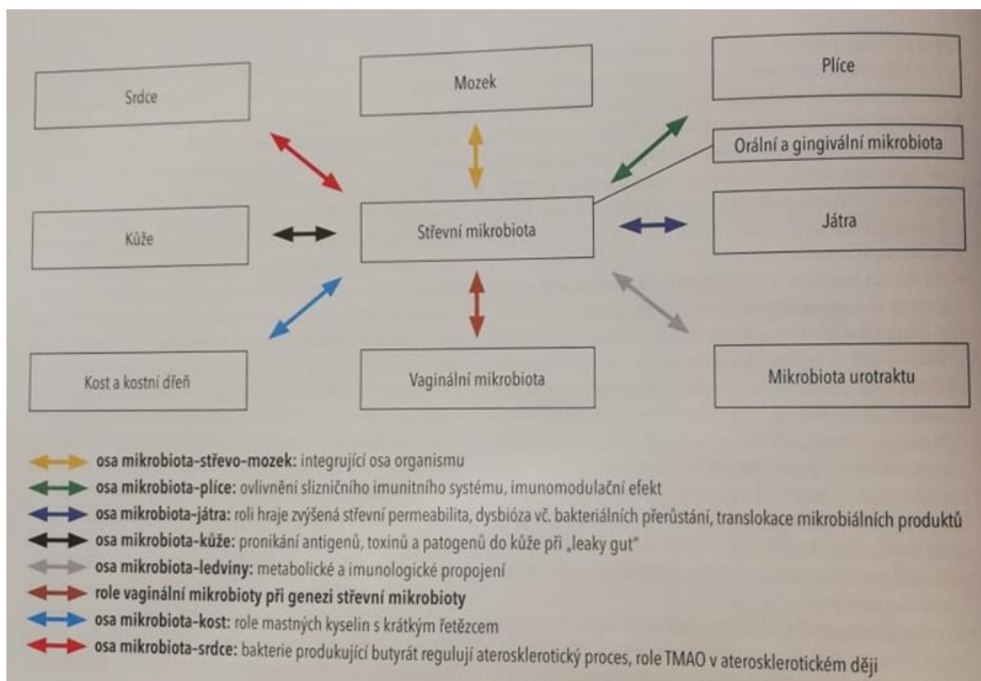 Srdce
Mozek
Plíce
Orální a gingivální mikrobiota
Kůže
Střevní mikrobiota
Játra
Kost a kostní dřeň
Vaginální mikrobiota
Mikrobiota urotraktu
osa mikrobiota–střevo–mozek: integrující osa organismu
osa mikrobiota–plíce: ovlivnění slizničního imunitního systému, imunomodulační efekt
osa mikrobiota–játra: roli hraje zvýšená střevní permeabilita, dysbióza vč. bakteriálních přerůstání, translokace mikrobiálních produktů
osa mikrobiota–kůže: pronikání antigenů, toxinů a patogenů do kůže při „leaky gut“
osa mikrobiota–ledviny: metabolické a imunologické propojení
role vaginální mikrobioty při genezi střevní mikrobioty
osa mikrobiota–kost: role mastných kyselin s krátkým řetězcem
osa mikrobiota–srdce: bakterie produkující butyrát regulují aterosklerotický proces, role TMAO v aterosklerotickém ději